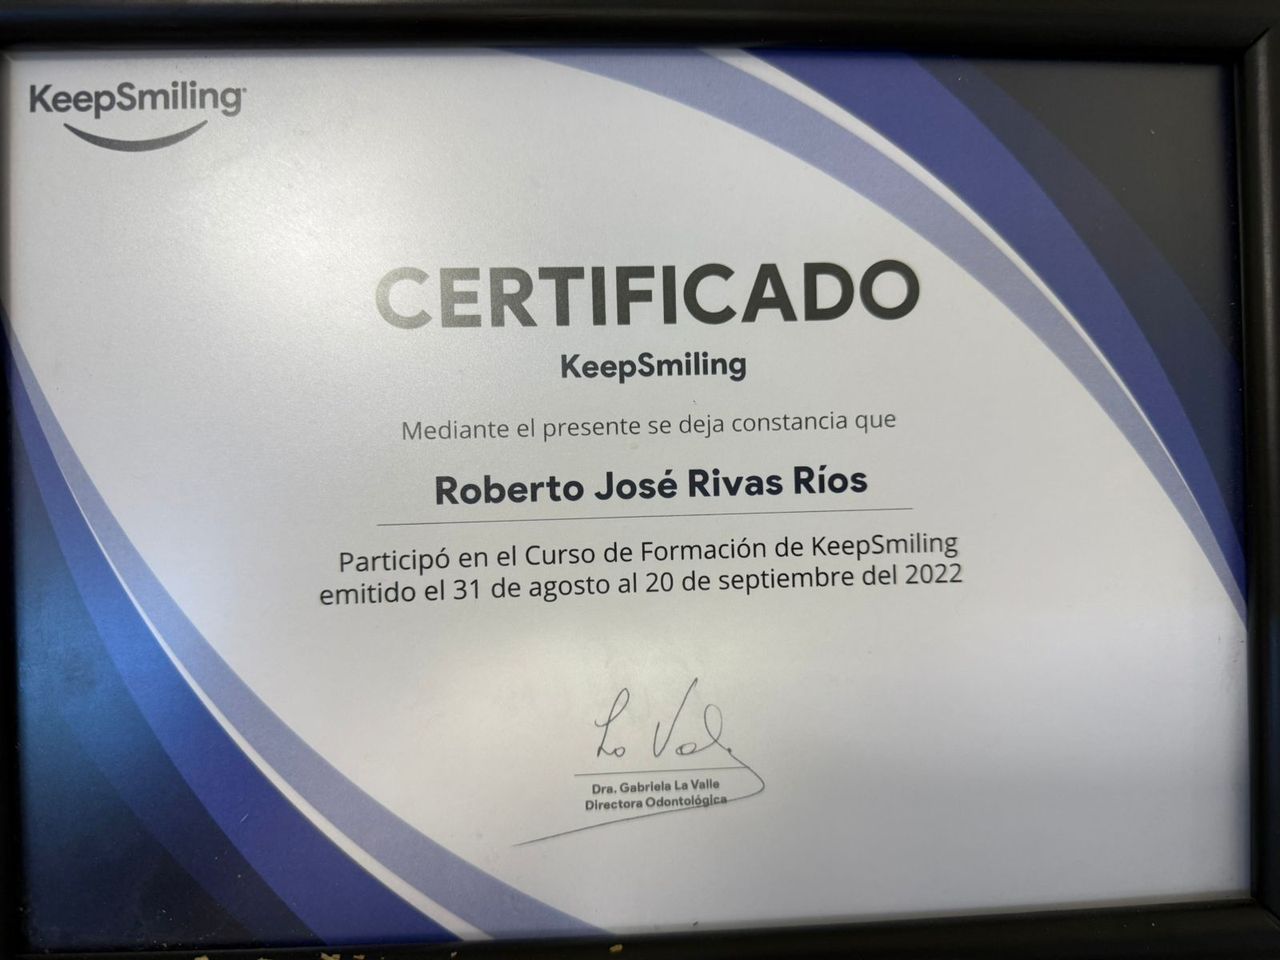 KeepSmiling
CERTIFICADO
KeepSmiling
Mediante el presente se deja constancia que
Roberto José Rivas Ríos
Participó en el Curso de Formación de KeepSmiling
emitido el 31 de agosto al 20 de septiembre del 2022
La Val.
Dra. Gabriela La Valle
Directora Odontológica